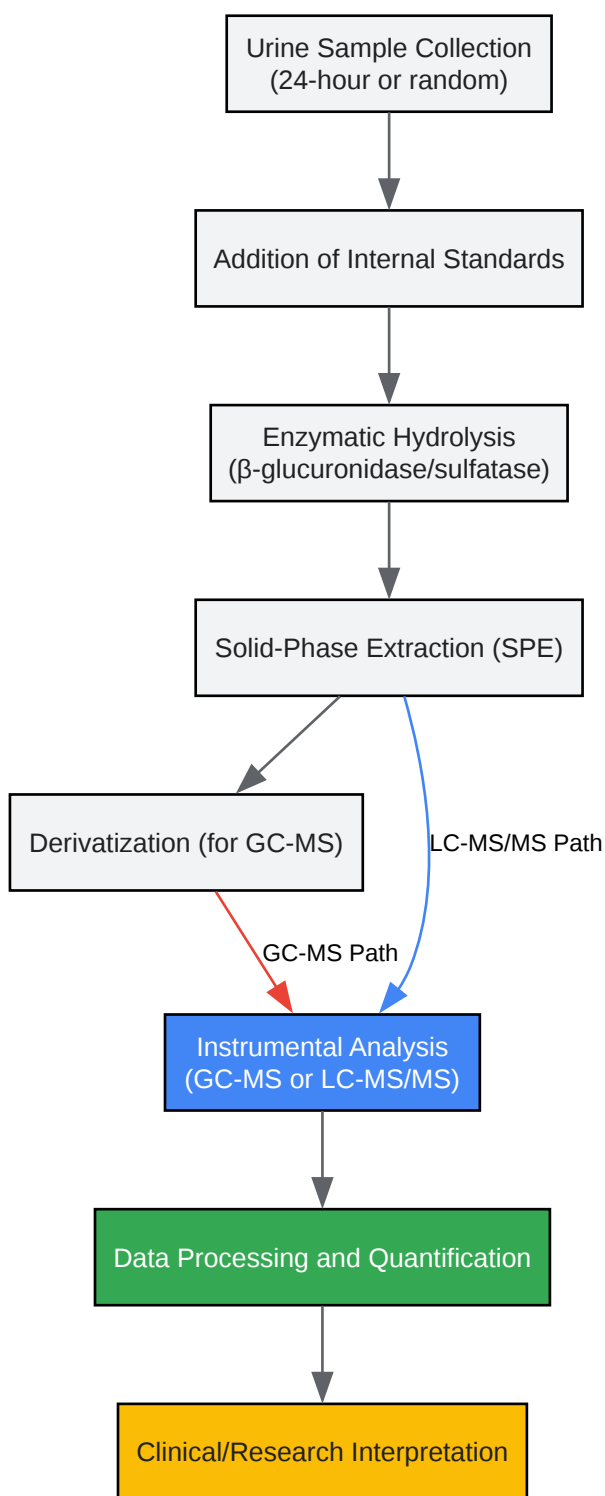 Urine Sample Collection
(24-hour or random)
Addition of Internal Standards
Enzymatic Hydrolysis
(β-glucuronidase/sulfatase)
Solid-Phase Extraction (SPE)
Derivatization (for GC-MS)
LC-MS/MS Path
GC-MS Path
Instrumental Analysis
(GC-MS or LC-MS/MS)
Data Processing and Quantification
Clinical/Research Interpretation